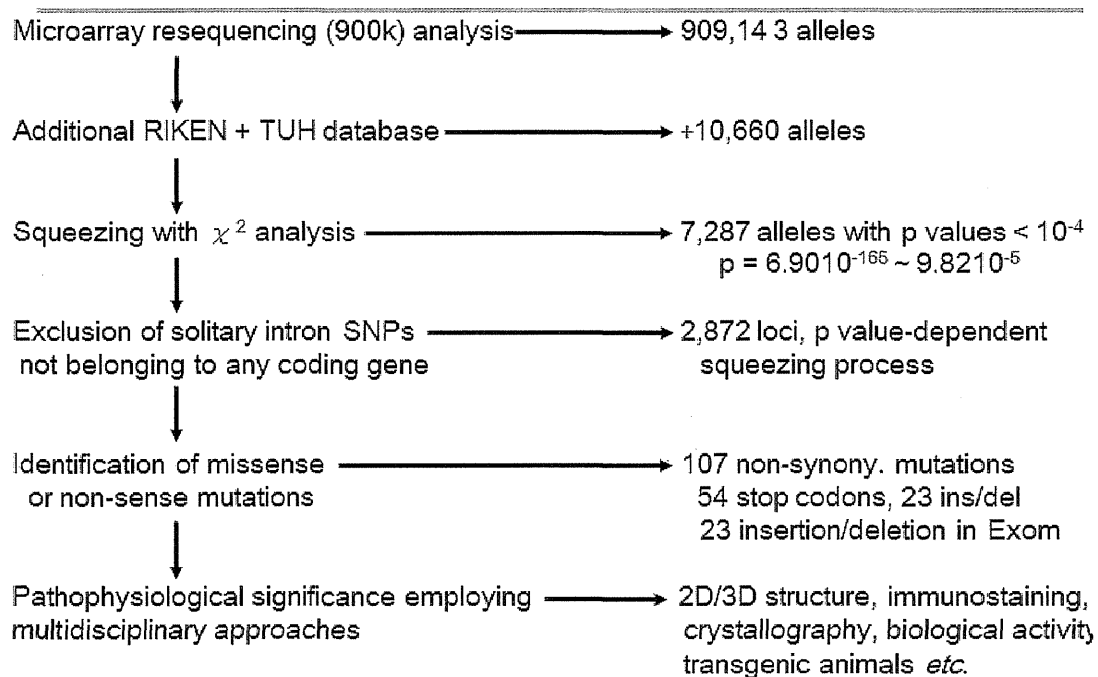 Microarray resequencing (900k) analysis 909,14 3 alleles
Additional RIKEN + TUH database +10,660 alleles
Squeezing with χ² analysis 7,287 alleles with p values < 10⁻⁴
p = 6.9010⁻¹⁶⁵ ~ 9.8210⁻⁵
Exclusion of solitary intron SNPs 2,872 loci, p value-dependent
not belonging to any coding gene squeezing process
Identification of missense 107 non-synony. mutations
or non-sense mutations 54 stop codons, 23 ins/del
23 insertion/deletion in Exom
Pathophysiological significance employing 2D/3D structure, immunostaining,
multidisciplinary approaches crystallography, biological activity
transgenic animals etc.